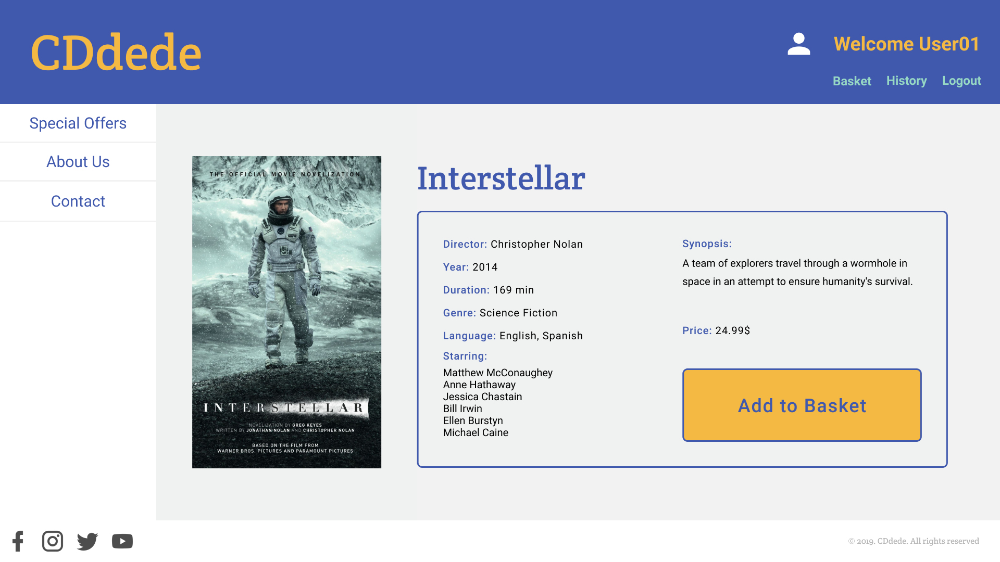 CDdede
Welcome User01
Basket History Logout
Special Offers
About Us
Contact
THE OFFICIAL MOVIE NOVELIZATION
INTERSTELLAR
NOVELIZATION BY GREG KEYES
WRITTEN BY JONATHAN NOLAN AND CHRISTOPHER NOLAN
BASED ON THE FILM FROM
WARNER BROS. PICTURES AND PARAMOUNT PICTURES
Interstellar
Director: Christopher Nolan
Year: 2014
Duration: 169 min
Genre: Science Fiction
Language: English, Spanish
Starring:
Matthew McConaughey
Anne Hathaway
Jessica Chastain
Bill Irwin
Ellen Burstyn
Michael Caine
Synopsis:
A team of explorers travel through a wormhole in
space in an attempt to ensure humanity's survival.
Price: 24.99$
Add to Basket
© 2019. CDdede. All rights reserved